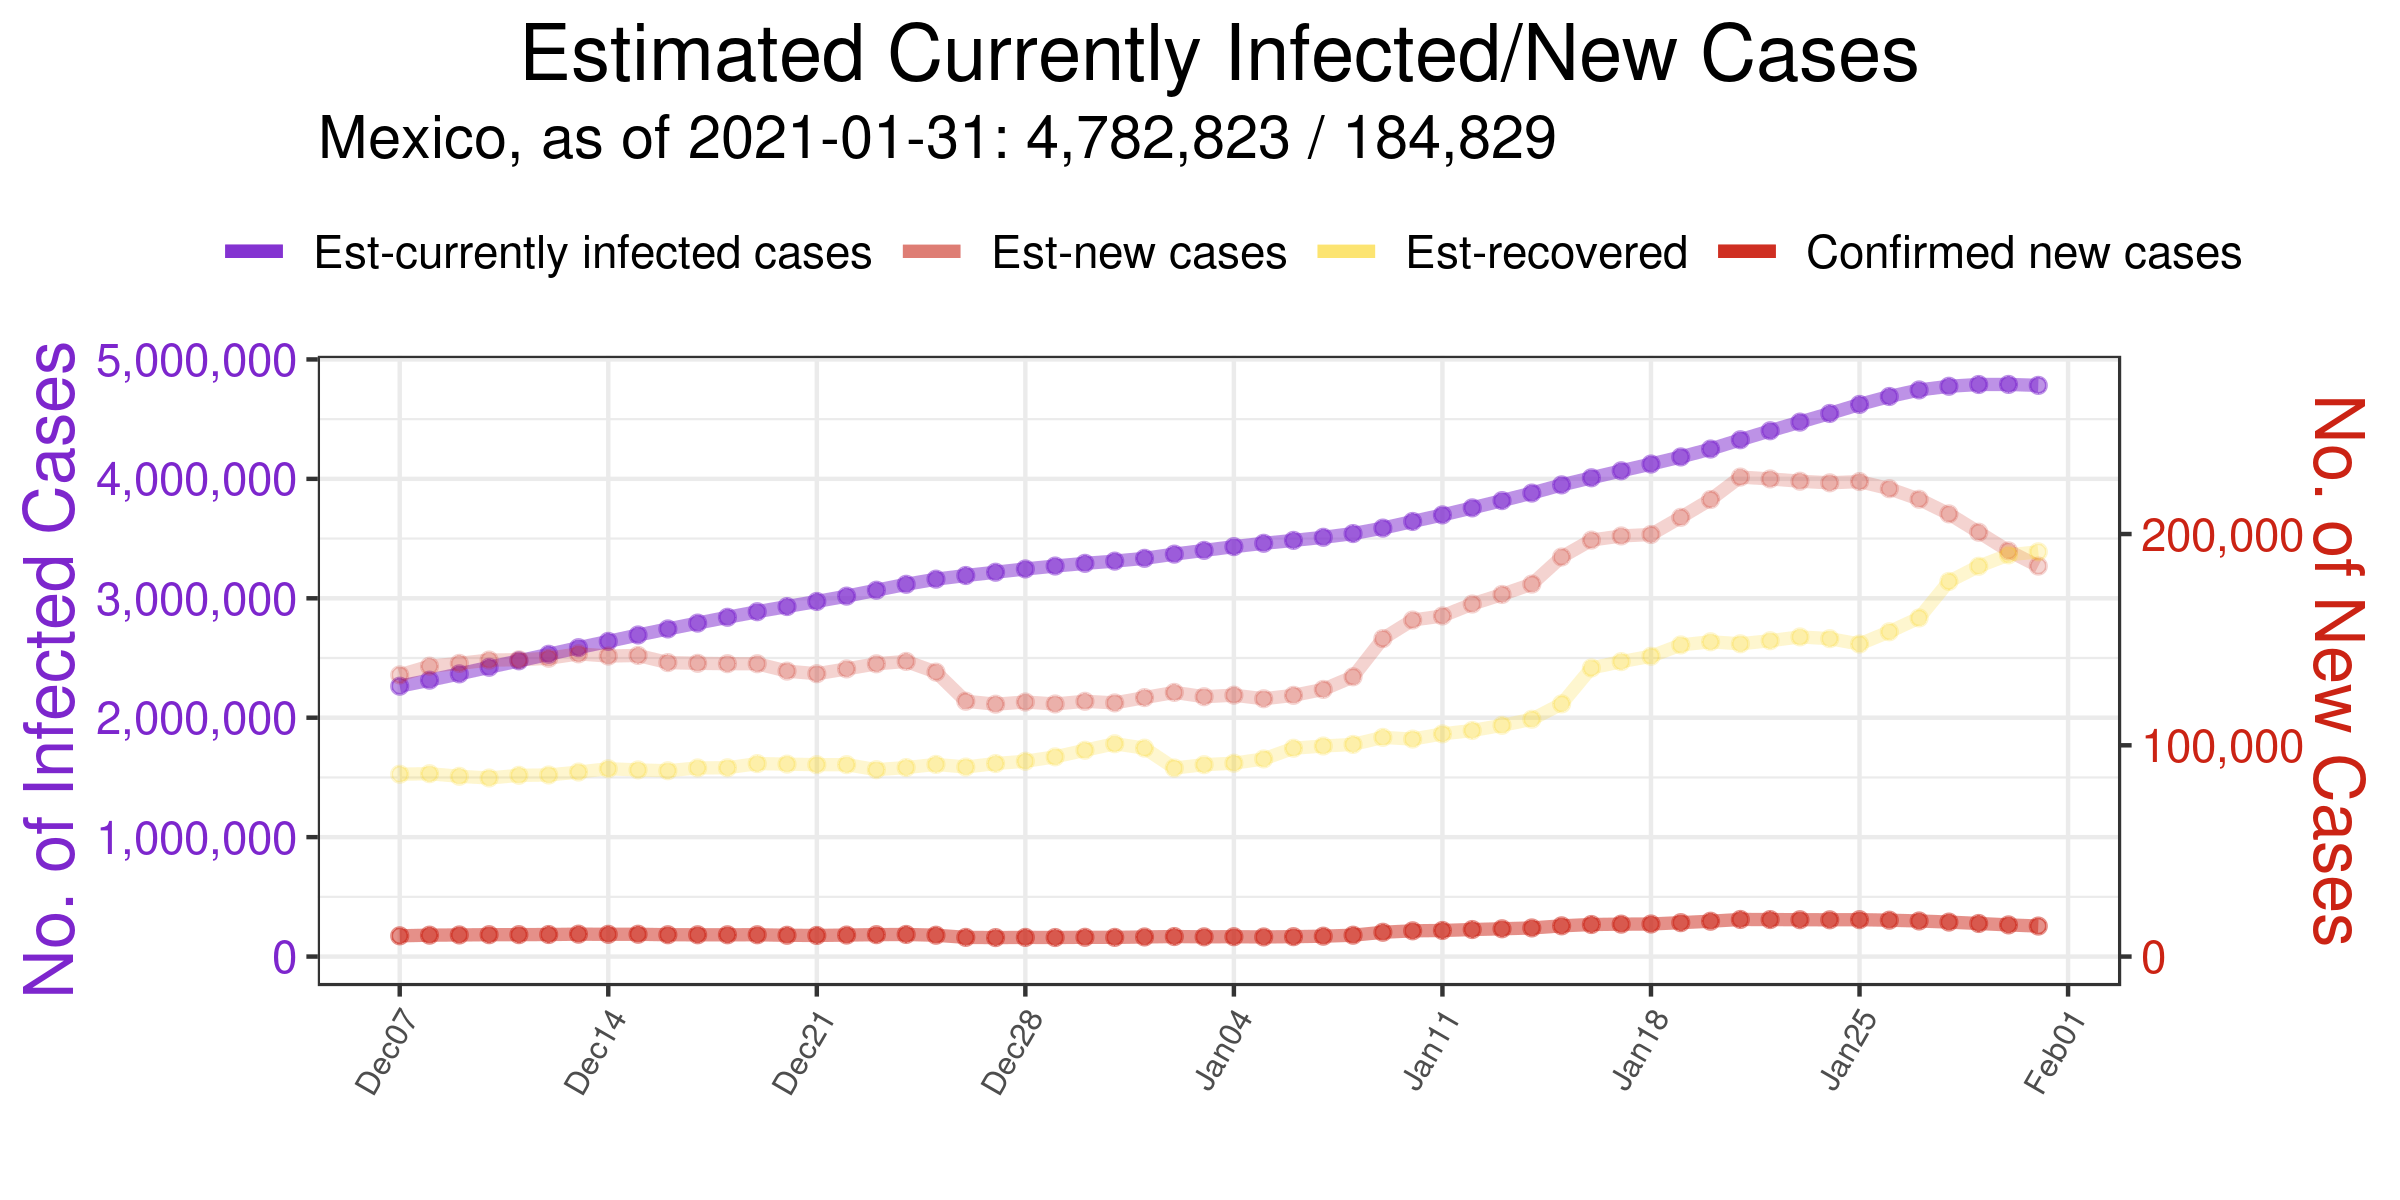 Estimated Currently Infected/New Cases
Mexico, as of 2021-01-31: 4,782,823 / 184,829
Est-currently infected cases Est-new cases Est-recovered Confirmed new cases
No. of Infected Cases
5,000,000
4,000,000
3,000,000
2,000,000
1,000,000
0
200,000
100,000
0
No. of New Cases
Dec07 Dec14 Dec21 Dec28 Jan04 Jan11 Jan18 Jan25 Feb01